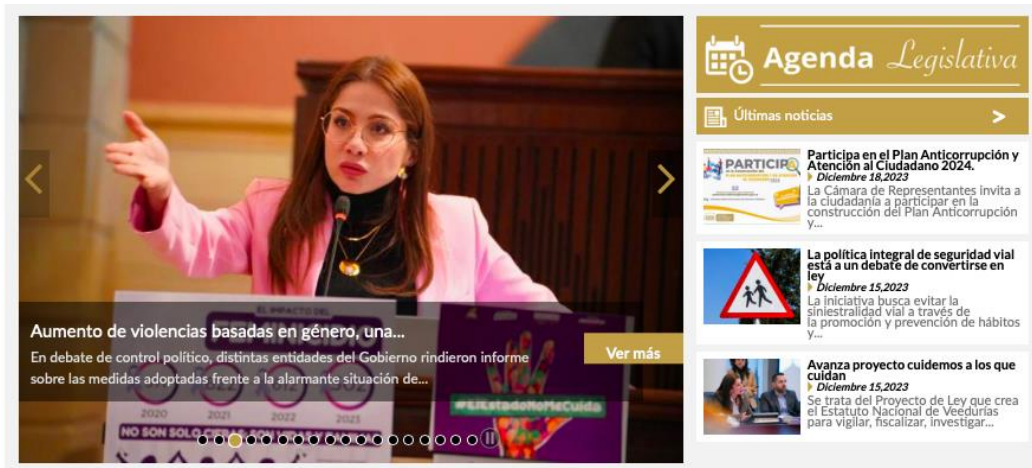 EL IMPACTO DEL
FEMINICIDIO
Aumento de violencias basadas en género, una...
En debate de control político, distintas entidades del Gobierno rindieron informe
sobre las medidas adoptadas frente a la alarmante situación de...
Ver más
2020 2021 2022 2023
#ElEstadoNoMeCuida
NO SON SOLO CIFRAS: SON
Agenda Legislativa
Últimas noticias
PARTICIPA
Participa en el Plan Anticorrupción y
Atención al Ciudadano 2024.
Diciembre 18,2023
La Cámara de Representantes invita a
la ciudadanía a participar en la
construcción del Plan Anticorrupción
y...
La política integral de seguridad vial
está a un debate de convertirse en
ley
Diciembre 15,2023
La iniciativa busca evitar la
siniestralidad vial a través de
la promoción y prevención de hábitos
y...
Avanza proyecto cuidemos a los que
cuidan
Diciembre 15,2023
Se trata del Proyecto de Ley que crea
el Estatuto Nacional de Veedurías
para vigilar, fiscalizar, investigar...